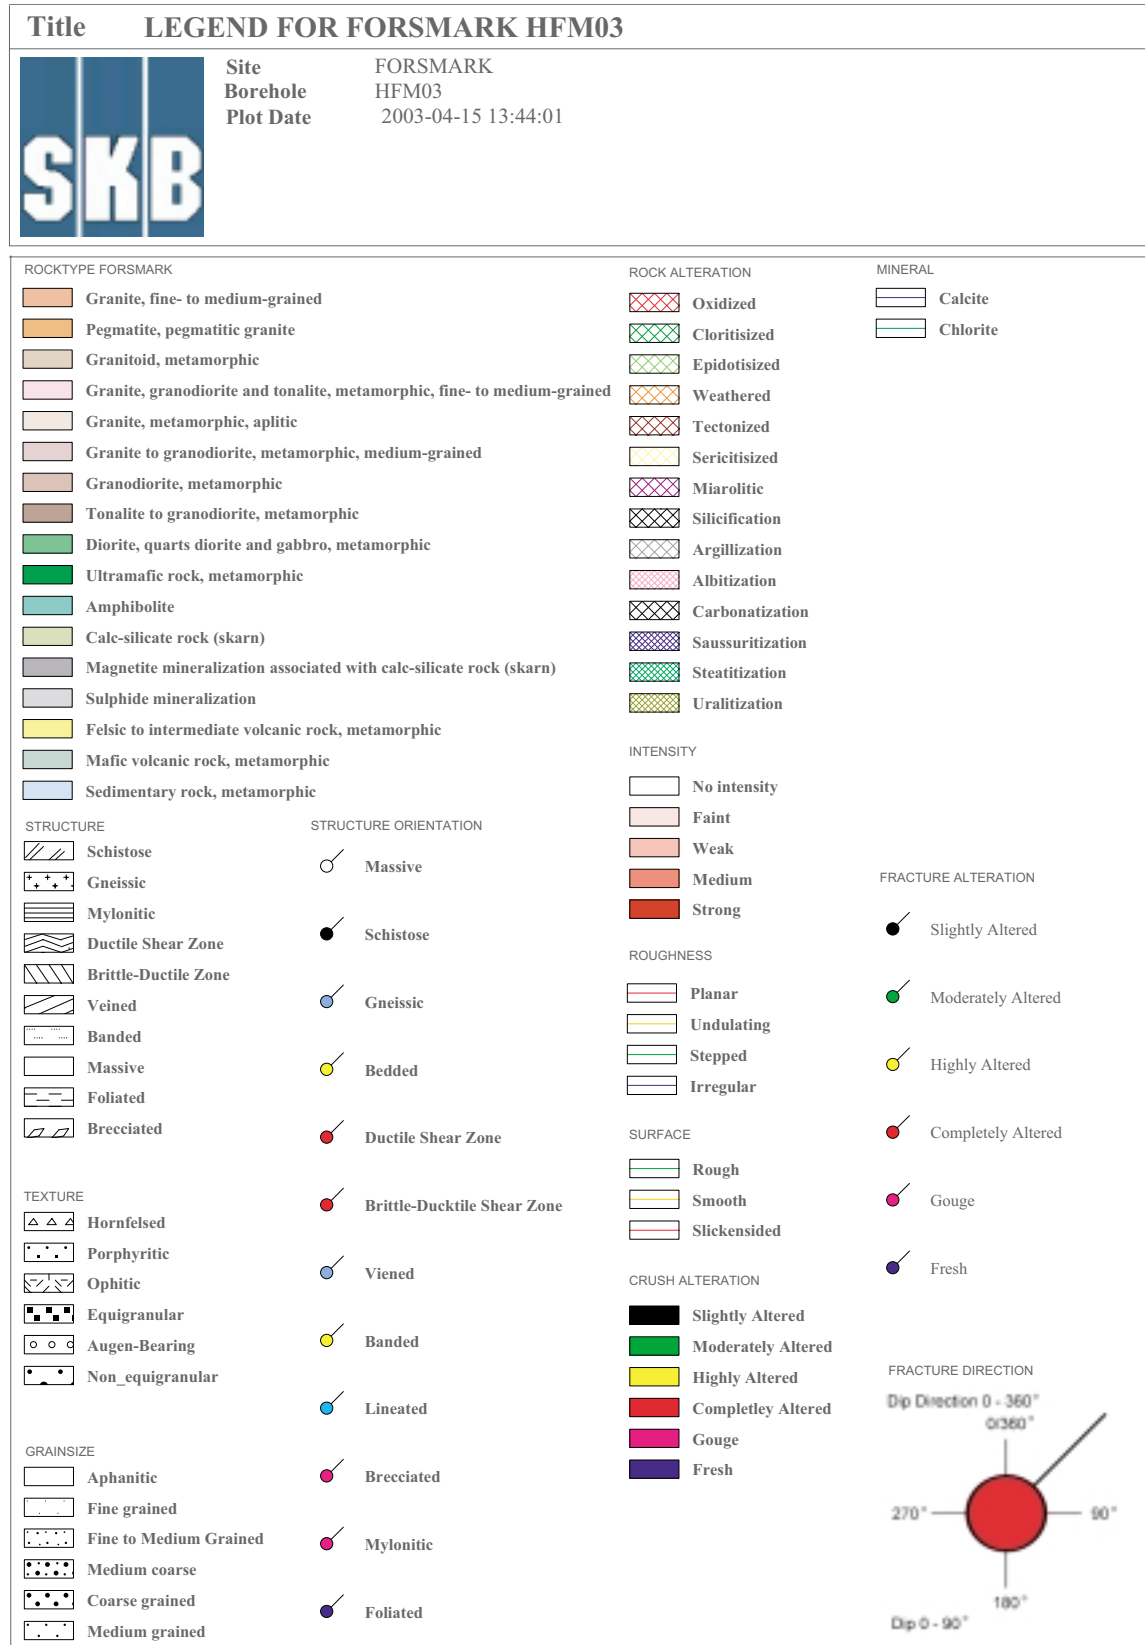 Title LEGEND FOR FORSMARK HFM03
SKB
Site FORSMARK
Borehole HFM03
Plot Date 2003-04-15 13:44:01
ROCKTYPE FORSMARK
Granite, fine- to medium-grained
Pegmatite, pegmatitic granite
Granitoid, metamorphic
Granite, granodiorite and tonalite, metamorphic, fine- to medium-grained
Granite, metamorphic, aplitic
Granite to granodiorite, metamorphic, medium-grained
Granodiorite, metamorphic
Tonalite to granodiorite, metamorphic
Diorite, quarts diorite and gabbro, metamorphic
Ultramafic rock, metamorphic
Amphibolite
Calc-silicate rock (skarn)
Magnetite mineralization associated with calc-silicate rock (skarn)
Sulphide mineralization
Felsic to intermediate volcanic rock, metamorphic
Mafic volcanic rock, metamorphic
Sedimentary rock, metamorphic
STRUCTURE
Schistose
Gneissic
Mylonitic
Ductile Shear Zone
Brittle-Ductile Zone
Veined
Banded
Massive
Foliated
Brecciated
TEXTURE
Hornfelsed
Porphyritic
Ophitic
Equigranular
Augen-Bearing
Non_equigranular
GRAINSIZE
Aphanitic
Fine grained
Fine to Medium Grained
Medium coarse
Coarse grained
Medium grained
STRUCTURE ORIENTATION
Massive
Schistose
Gneissic
Bedded
Ductile Shear Zone
Brittle-Ducktile Shear Zone
Viened
Banded
Lineated
Brecciated
Mylonitic
Foliated
ROCK ALTERATION
Oxidized
Cloritisized
Epidotisized
Weathered
Tectonized
Sericitisized
Miarolitic
Silicification
Argillization
Albitization
Carbonatization
Saussuritization
Steatitization
Uralitization
INTENSITY
No intensity
Faint
Weak
Medium
Strong
ROUGHNESS
Planar
Undulating
Stepped
Irregular
SURFACE
Rough
Smooth
Slickensided
CRUSH ALTERATION
Slightly Altered
Moderately Altered
Highly Altered
Completley Altered
Gouge
Fresh
MINERAL
Calcite
Chlorite
FRACTURE ALTERATION
Slightly Altered
Moderately Altered
Highly Altered
Completely Altered
Gouge
Fresh
FRACTURE DIRECTION
Dip Direction 0 - 360°
0/360°
270°
90°
180°
Dip 0 - 90°